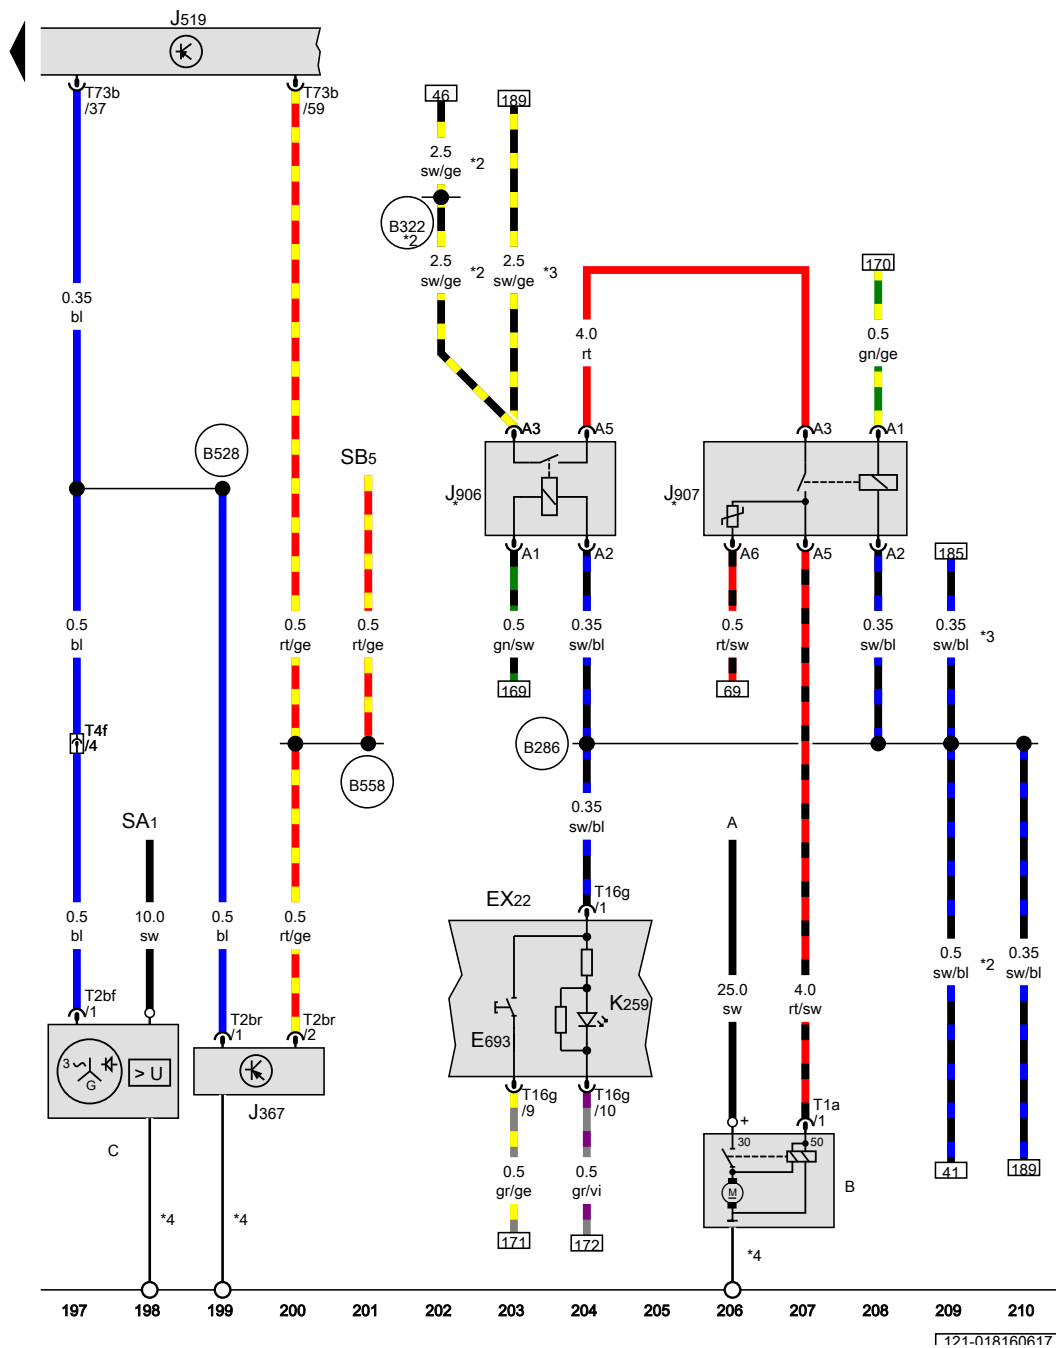 J519
T73b
/37
T73b
/59
46
189
2.5
sw/ge
*2
B322
*2
170
2.5
sw/ge
*2
2.5
sw/ge
*3
0.35
bl
4.0
rt
0.5
gn/ge
A3
A5
A3
A1
B528
SB5
J906
*
J907
*
A1
A2
A6
A5
A2
185
0.5
bl
0.5
rt/ge
0.5
rt/ge
0.5
gn/sw
0.35
sw/bl
0.5
rt/sw
0.35
sw/bl
0.35
sw/bl
*3
169
69
T4f
/4
B286
B558
0.35
sw/bl
SA1
A
EX22
T16g
/1
0.5
bl
10.0
sw
0.5
bl
0.5
rt/ge
0.5
sw/bl
*2
0.35
sw/bl
T2bf
/1
K259
25.0
sw
4.0
rt/sw
T2br
/1
T2br
/2
E693
3
G
> U
J367
T16g
/9
T16g
/10
T1a
/1
+
30
50
M
B
C
0.5
gr/ge
0.5
gr/vi
41
189
*4
*4
171
172
*4
197 198 199 200 201 202 203 204 205 206 207 208 209 210
121-018160617